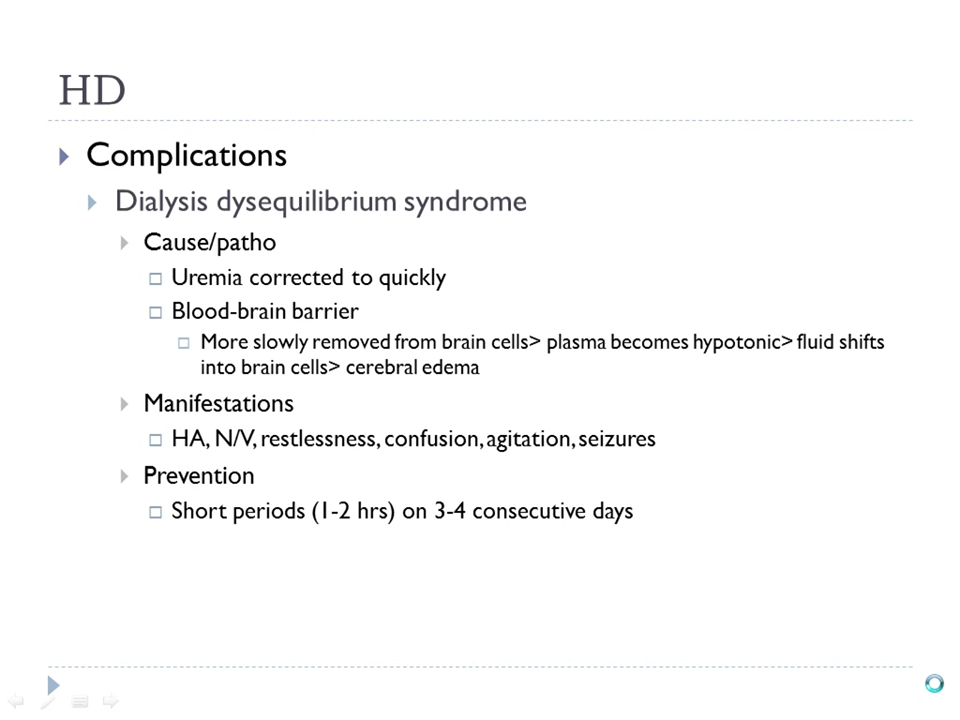 HD
Complications
Dialysis dysequilibrium syndrome
Cause/patho
Uremia corrected to quickly
Blood-brain barrier
More slowly removed from brain cells> plasma becomes hypotonic> fluid shifts
into brain cells> cerebral edema
Manifestations
HA, N/V, restlessness, confusion, agitation, seizures
Prevention
Short periods (1-2 hrs) on 3-4 consecutive days